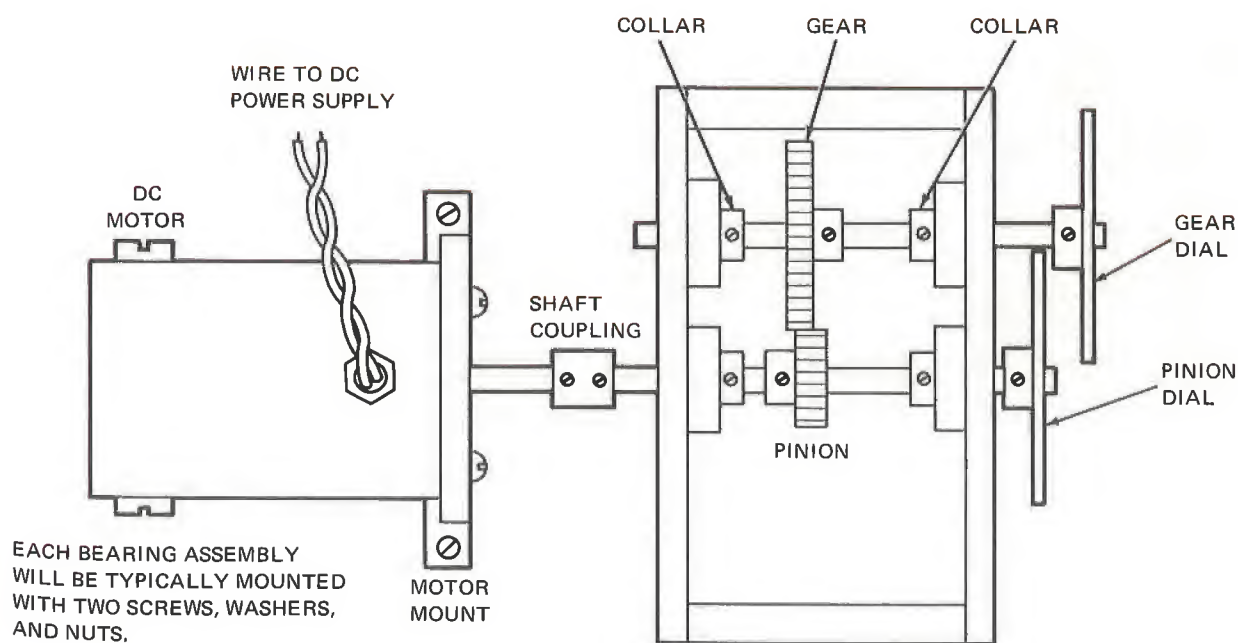 COLLAR
GEAR
COLLAR
WIRE TO DC
POWER SUPPLY
DC
MOTOR
GEAR
DIAL
SHAFT
COUPLING
PINION
DIAL
PINION
EACH BEARING ASSEMBLY
WILL BE TYPICALLY MOUNTED
WITH TWO SCREWS, WASHERS,
AND NUTS.
MOTOR
MOUNT